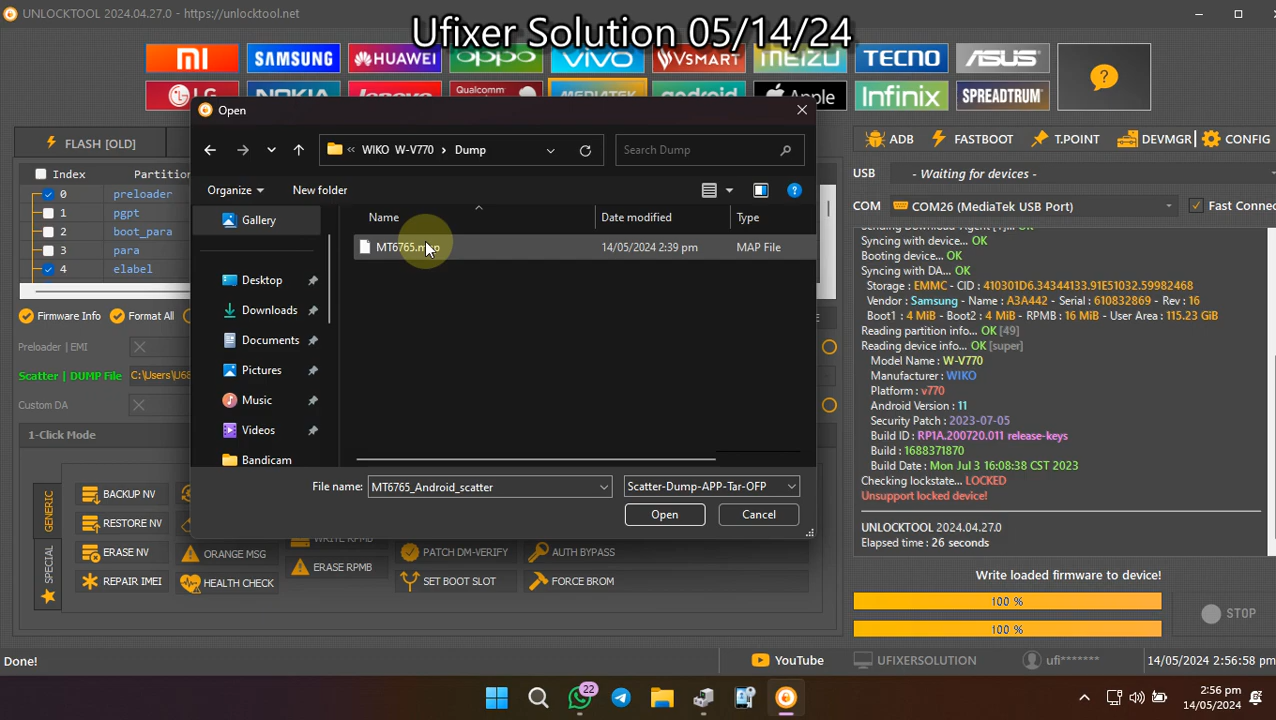 UNLOCKTOOL 2024.04.27.0 - https://unlocktool.net
Ufixer Solution 05/14/24
mi SAMSUNG HUAWEI oppo vivo VSMART MEIZU TECNO ASUS
LG NOKIA lenovo Qualcomm MEDIATEK android Apple Infinix SPREADTRUM
FLASH [OLD]
ADB FASTBOOT T.POINT DEVMGR CONFIG
USB - Waiting for devices -
COM COM26 (MediaTek USB Port) Fast Connec
Index Partition
0 preloader
1 pgpt
2 boot_para
3 para
4 elabel
Firmware Info Format All
Preloader | EMI
Scatter | DUMP File C:\Users\U6
Custom DA
1-Click Mode
GENERIC
SPECIAL
BACKUP NV
RESTORE NV
ERASE NV ORANGE MSG ERASE RPMB PATCH DM-VERIFY AUTH BYPASS
REPAIR IMEI HEALTH CHECK SET BOOT SLOT FORCE BROM
Open
WIKO W-V770 > Dump
Search Dump
Organize New folder
Gallery
Desktop
Downloads
Documents
Pictures
Music
Videos
Bandicam
Name Date modified Type
MT6765.map 14/05/2024 2:39 pm MAP File
File name: MT6765_Android_scatter Scatter-Dump-APP-Tar-OFP
Open Cancel
Syncing with device... OK
Booting device... OK
Syncing with DA... OK
Storage : EMMC - CID : 410301D6.34344133.91E51032.59982468
Vendor : Samsung - Name : A3A442 - Serial : 610832869 - Rev : 16
Boot1 : 4 MiB - Boot2 : 4 MiB - RPMB : 16 MiB - User Area : 115.23 GiB
Reading partition info... OK [49]
Reading device info... OK [super]
Model Name : W-V770
Manufacturer : WIKO
Platform : v770
Android Version : 11
Security Patch : 2023-07-05
Build ID : RP1A.200720.011 release-keys
Build : 1688371870
Build Date : Mon Jul 3 16:08:38 CST 2023
Checking lockstate... LOCKED
Unsupport locked device!
UNLOCKTOOL 2024.04.27.0
Elapsed time : 26 seconds
Write loaded firmware to device!
100 %
100 %
STOP
Done!
YouTube UFIXERSOLUTION ufi******* 14/05/2024 2:56:58 pm
22
2:56 pm
14/05/2024